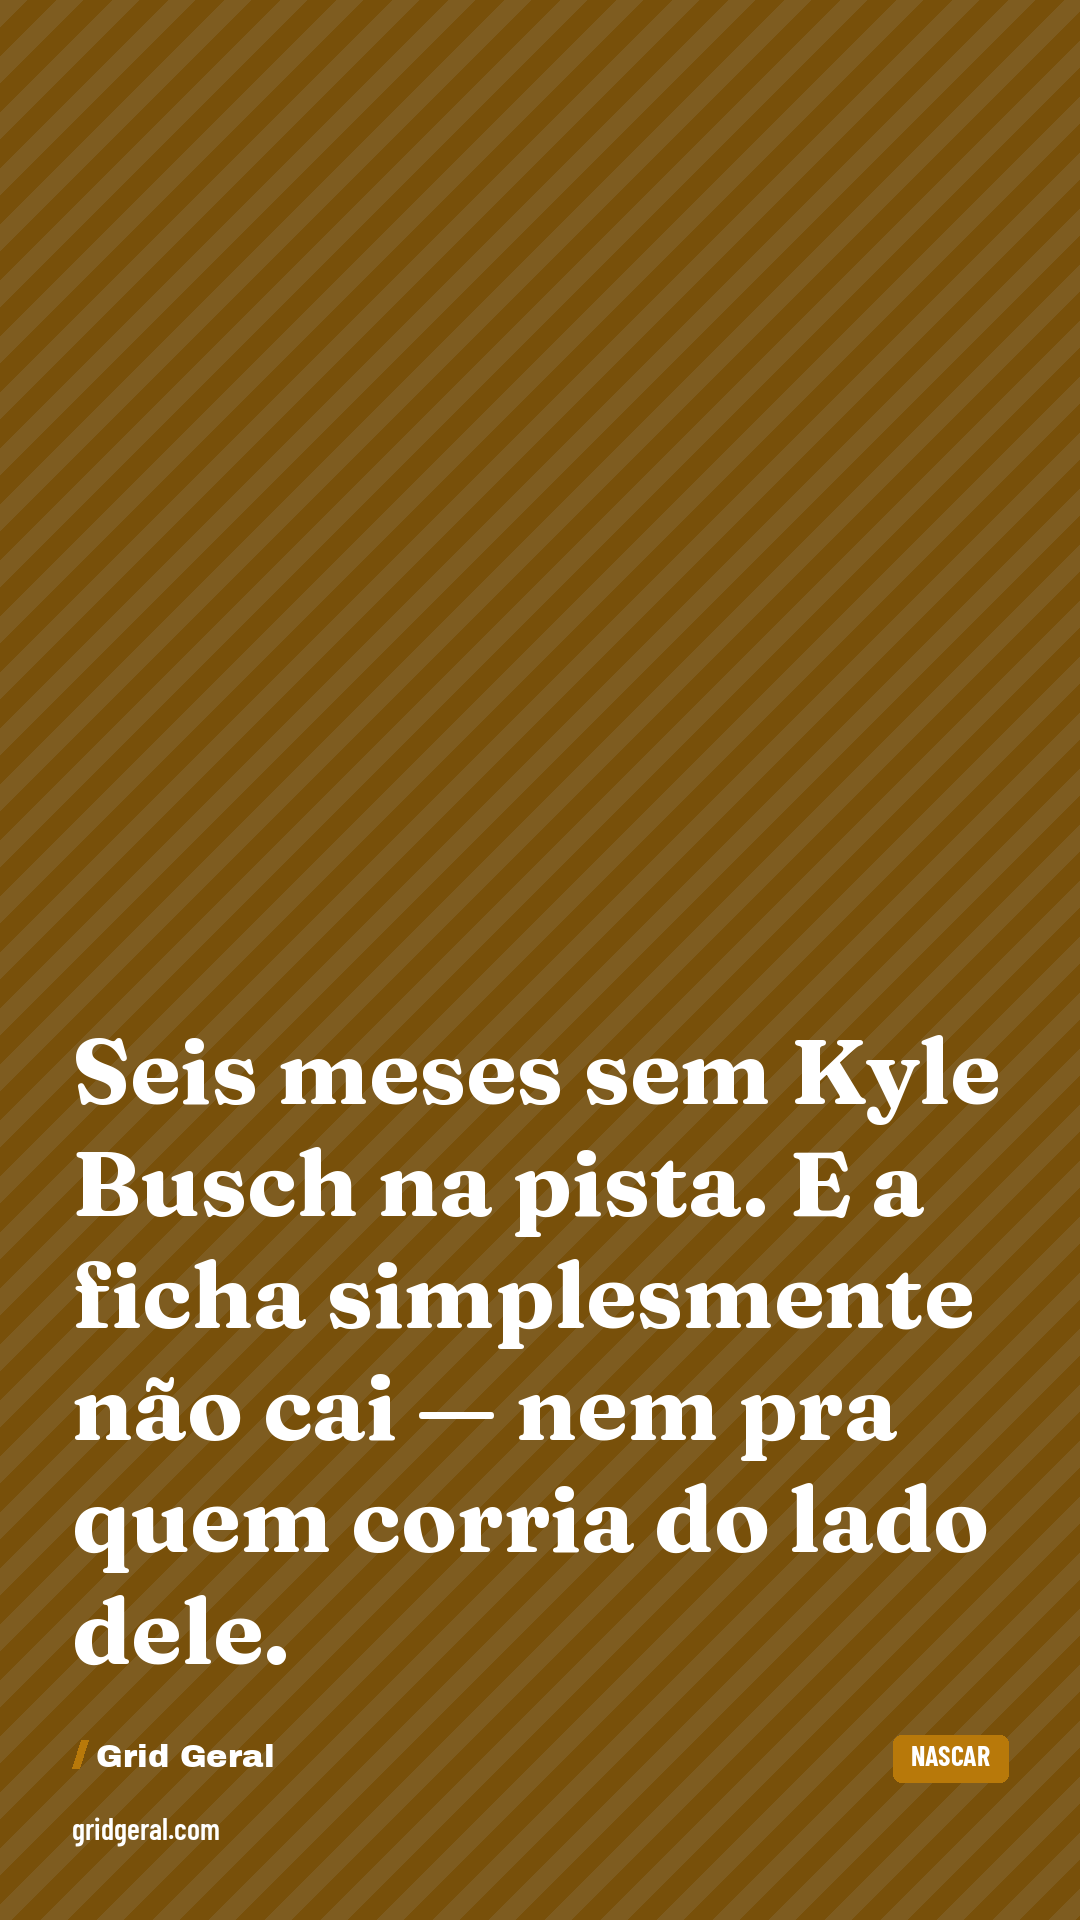 Seis meses sem Kyle
Busch na pista. E a
ficha simplesmente
não cai — nem pra
quem corria do lado
dele.
Grid Geral
NASCAR
gridgeral.com